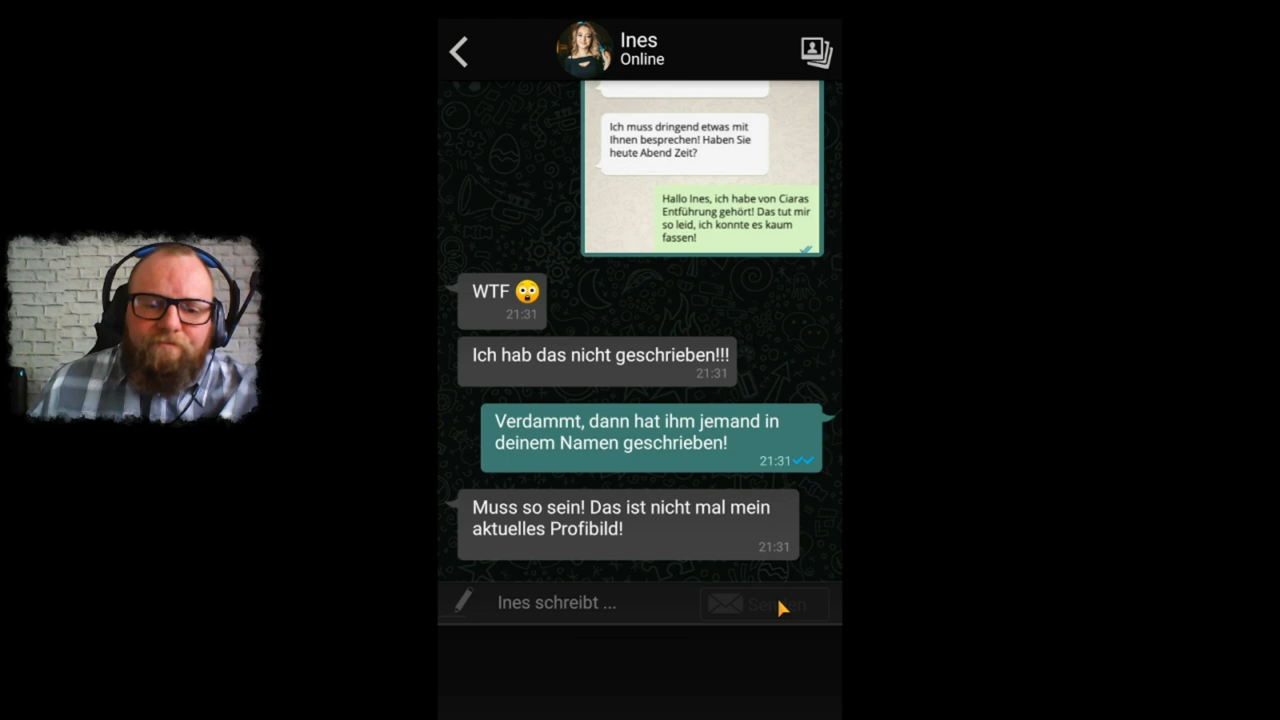 Ines
Online
Ich muss dringend etwas mit
Ihnen besprechen! Haben Sie
heute Abend Zeit?
Hallo Ines, ich habe von Ciaras
Entführung gehört! Das tut mir
so leid, ich konnte es kaum
fassen!
WTF 😲
21:31
Ich hab das nicht geschrieben!!!
21:31
Verdammt, dann hat ihm jemand in
deinem Namen geschrieben!
21:31
Muss so sein! Das ist nicht mal mein
aktuelles Profibild!
21:31
Ines schreibt ...
Senden